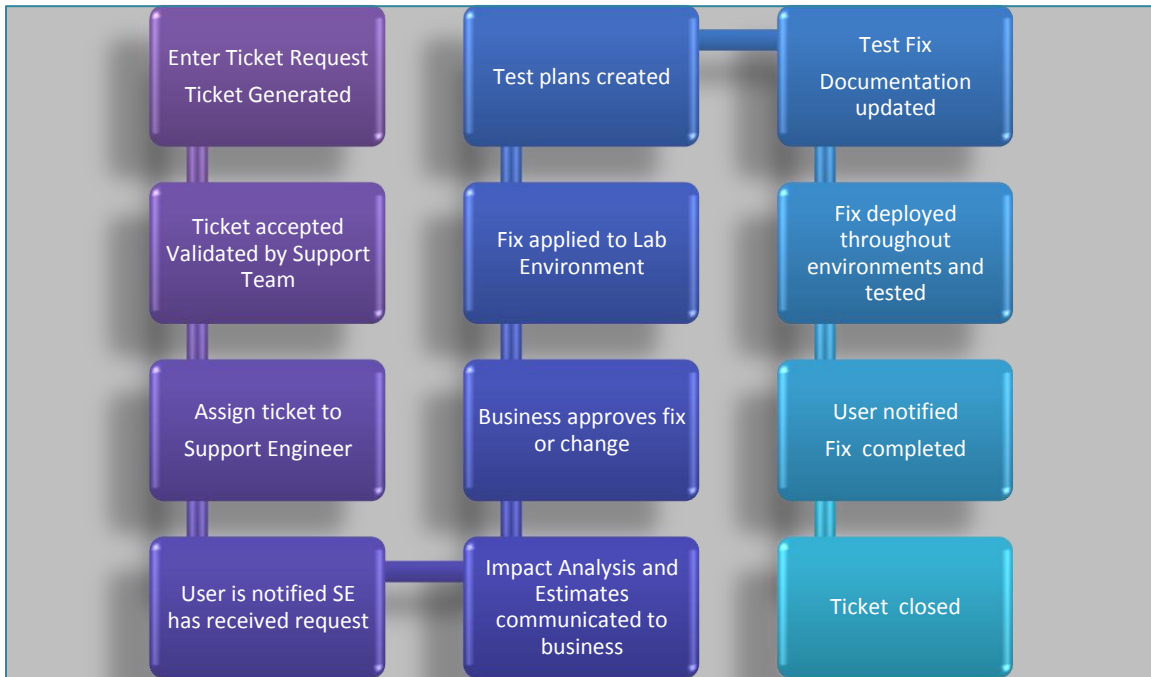 Enter Ticket Request
Ticket Generated
Ticket accepted
Validated by Support
Team
Assign ticket to
Support Engineer
User is notified SE
has received request
Impact Analysis and
Estimates
communicated to
business
Business approves fix
or change
Fix applied to Lab
Environment
Test plans created
Test Fix
Documentation
updated
Fix deployed
throughout
environments and
tested
User notified
Fix completed
Ticket closed